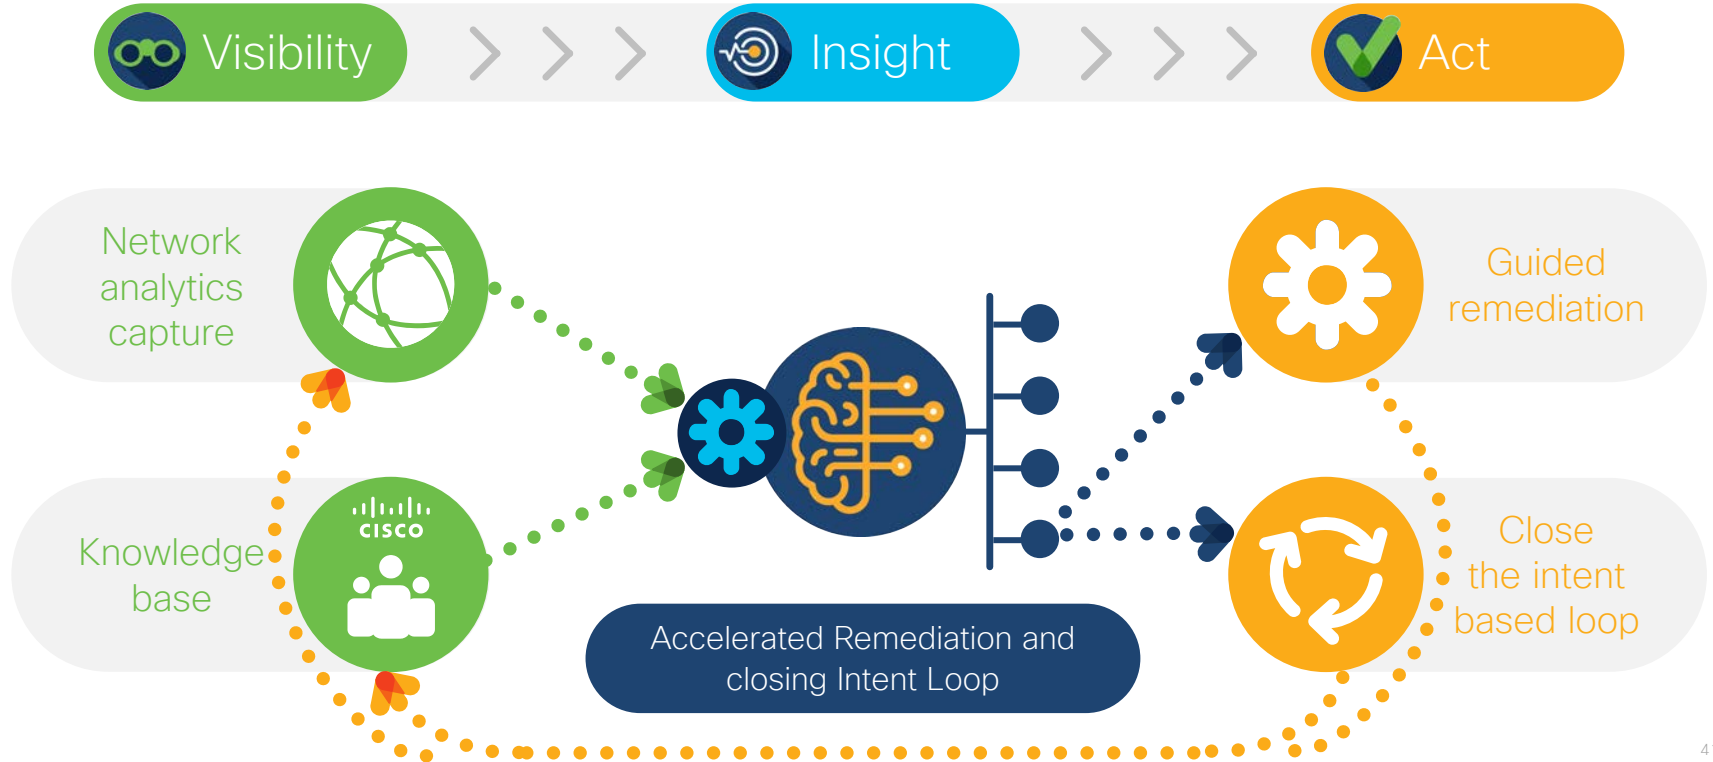 Visibility
Insight
Act
Network
analytics
capture
Guided
remediation
CISCO
Knowledge
base
Close
the intent
based loop
Accelerated Remediation and
closing Intent Loop